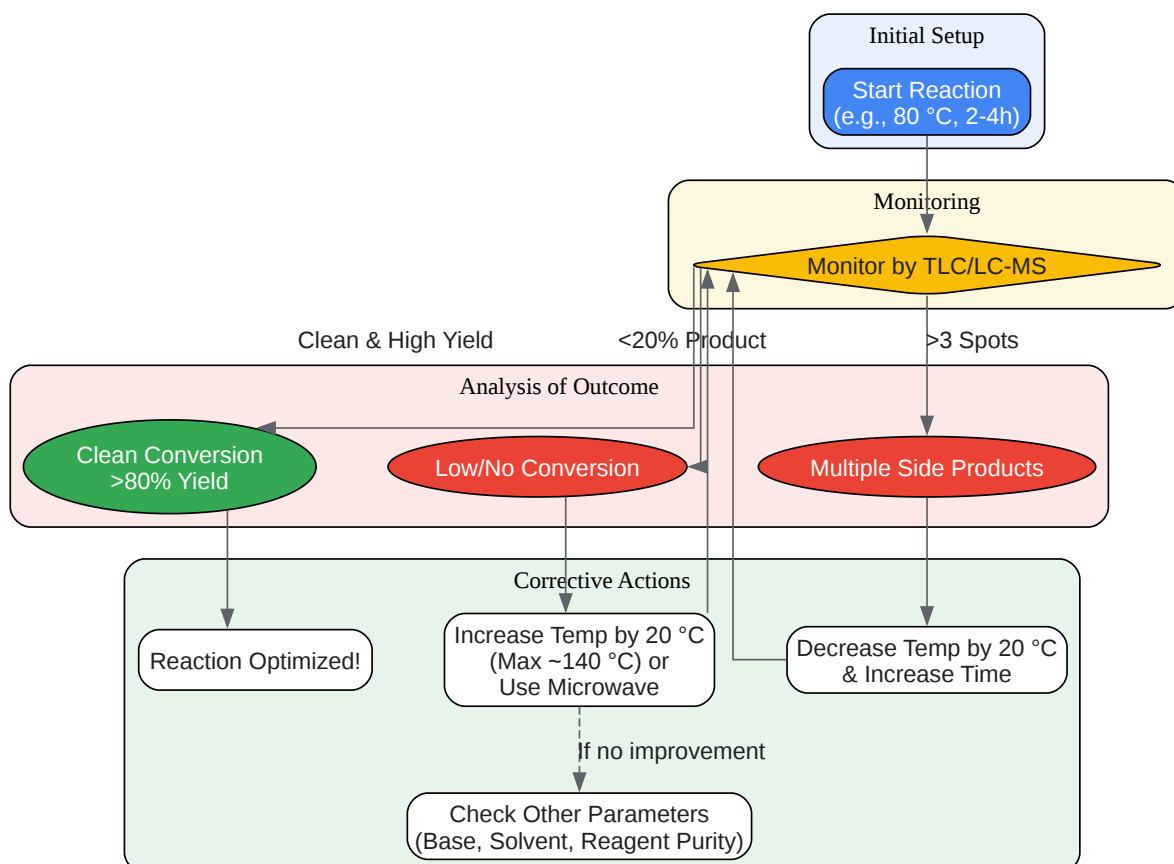 Initial Setup
Start Reaction
(e.g., 80 °C, 2-4h)
Monitoring
Monitor by TLC/LC-MS
Clean & High Yield
<20% Product
>3 Spots
Analysis of Outcome
Clean Conversion
>80% Yield
Low/No Conversion
Multiple Side Products
Corrective Actions
Reaction Optimized!
Increase Temp by 20 °C
(Max ~140 °C) or
Use Microwave
Decrease Temp by 20 °C
& Increase Time
If no improvement
Check Other Parameters
(Base, Solvent, Reagent Purity)